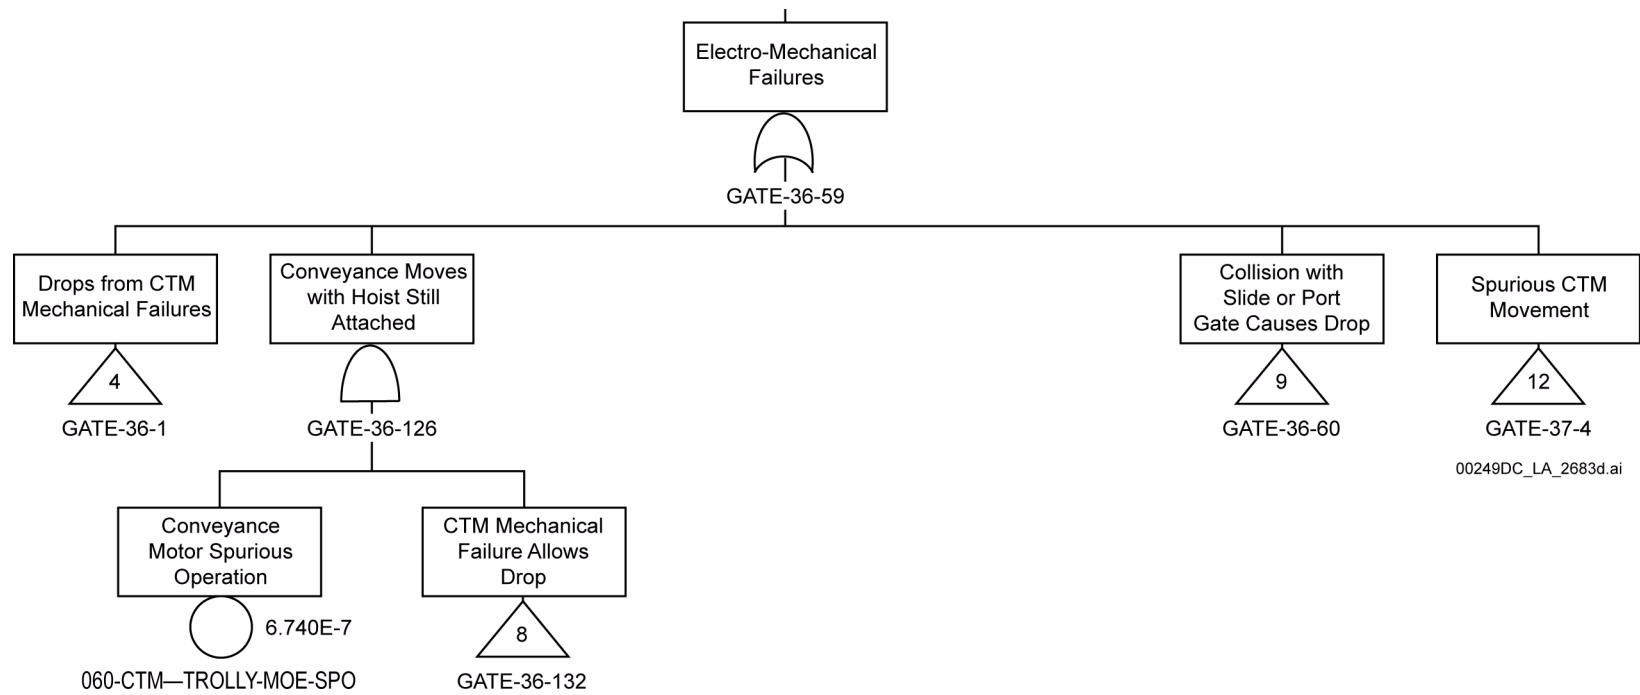 Electro-Mechanical
Failures
GATE-36-59
Drops from CTM
Mechanical Failures
4
GATE-36-1
Conveyance Moves
with Hoist Still
Attached
GATE-36-126
Collision with
Slide or Port
Gate Causes Drop
9
GATE-36-60
Spurious CTM
Movement
12
GATE-37-4
00249DC_LA_2683d.ai
Conveyance
Motor Spurious
Operation
6.740E-7
060-CTM—TROLLY-MOE-SPO
CTM Mechanical
Failure Allows
Drop
8
GATE-36-132